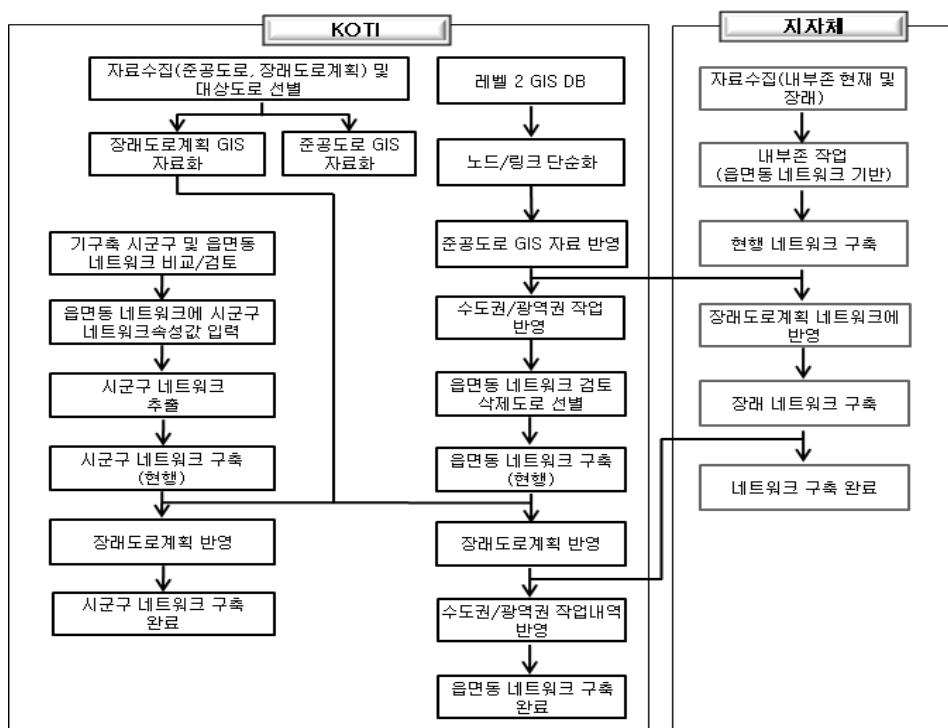 KOTI
자료수집(준공도로, 장래도로계획) 및
대상도로 선별
장래도로계획 GIS
자료화
준공도로 GIS
자료화
기구축 시군구 및 읍면동
네트워크 비교/검토
읍면동 네트워크에 시군구
네트워크속성값 입력
시군구 네트워크
추출
시군구 네트워크 구축
(현행)
장래도로계획 반영
시군구 네트워크 구축
완료
레벨 2 GIS DB
노드/링크 단순화
준공도로 GIS 자료 반영
수도권/광역권 작업
반영
읍면동 네트워크 검토
삭제도로 선별
읍면동 네트워크 구축
(현행)
장래도로계획 반영
수도권/광역권 작업내역
반영
읍면동 네트워크 구축
완료
지자체
자료수집(내부존 현재 및
장래)
내부존 작업
(읍면동 네트워크 기반)
현행 네트워크 구축
장래도로계획 네트워크에
반영
장래 네트워크 구축
네트워크 구축 완료